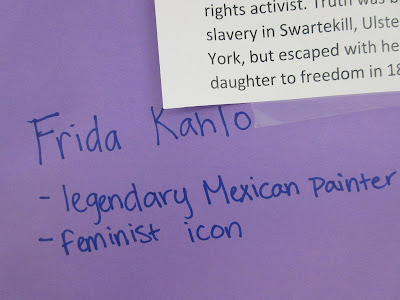 rights activist. Truth was b
slavery in Swartekill, Ulste
York, but escaped with he
daughter to freedom in 18
Frida Kahlo
- legendary Mexican Painter
- feminist icon